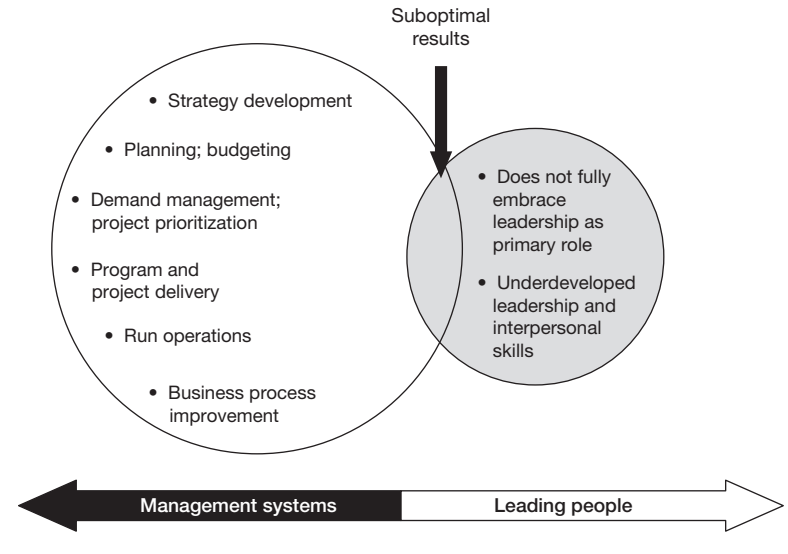 Suboptimal
results
• Strategy development
• Planning; budgeting
• Demand management;
project prioritization
• Program and
project delivery
• Run operations
• Business process
improvement
• Does not fully
embrace
leadership as
primary role
• Underdeveloped
leadership and
interpersonal
skills
Management systems
Leading people